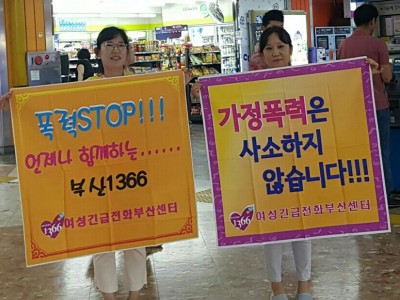 폭력STOP!!!
언제나 함께하는......
부산1366
1366 여성긴급전화부산센터
가정폭력은
사소하지
않습니다!!!
1366 여성긴급전화부산센터